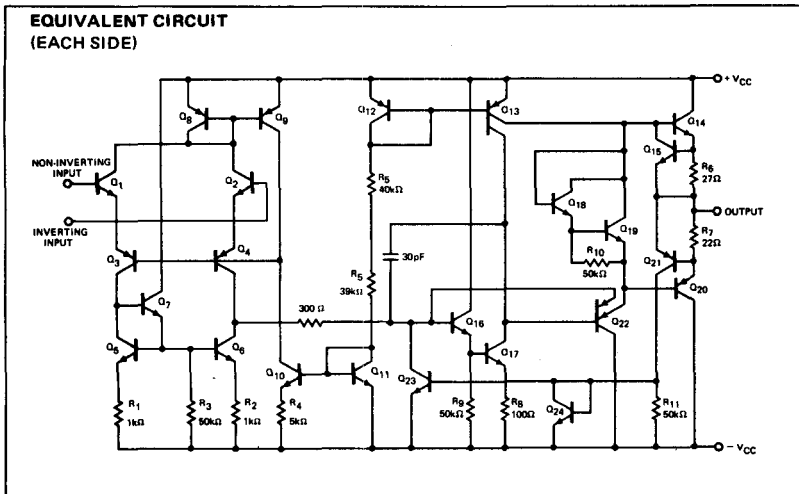 EQUIVALENT CIRCUIT
(EACH SIDE)
+ VCC
Q8
Q9
Q12
Q13
Q14
Q15
R6
27Ω
NON-INVERTING
INPUT
Q1
Q2
R5
40kΩ
Q18
OUTPUT
INVERTING
INPUT
Q19
R7
22Ω
Q3
Q4
30pF
R10
50kΩ
Q21
Q7
R5
39kΩ
Q20
300 Ω
Q16
Q22
Q5
Q6
Q10
Q11
Q23
Q17
R1
1kΩ
R3
50kΩ
R2
1kΩ
R4
5kΩ
R9
50kΩ
R8
100Ω
Q24
R11
50kΩ
– VCC